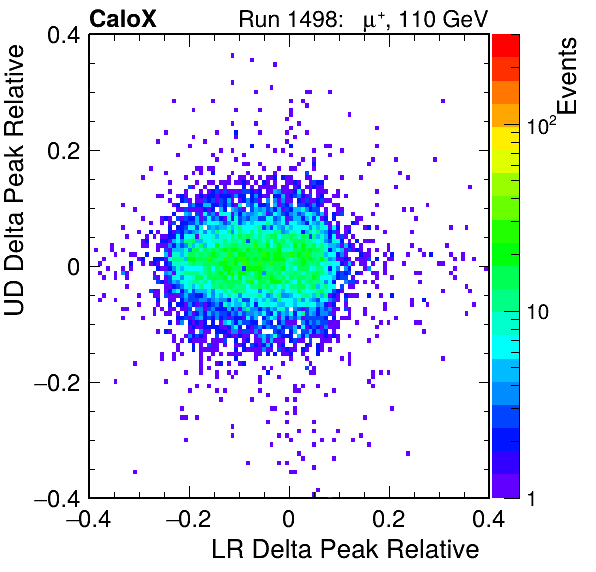 CaloX Run 1498: μ⁺, 110 GeV
UD Delta Peak Relative
0.4
0.2
0
−0.2
−0.4
−0.4 −0.2 0 0.2 0.4
LR Delta Peak Relative
Events
10²
10
1